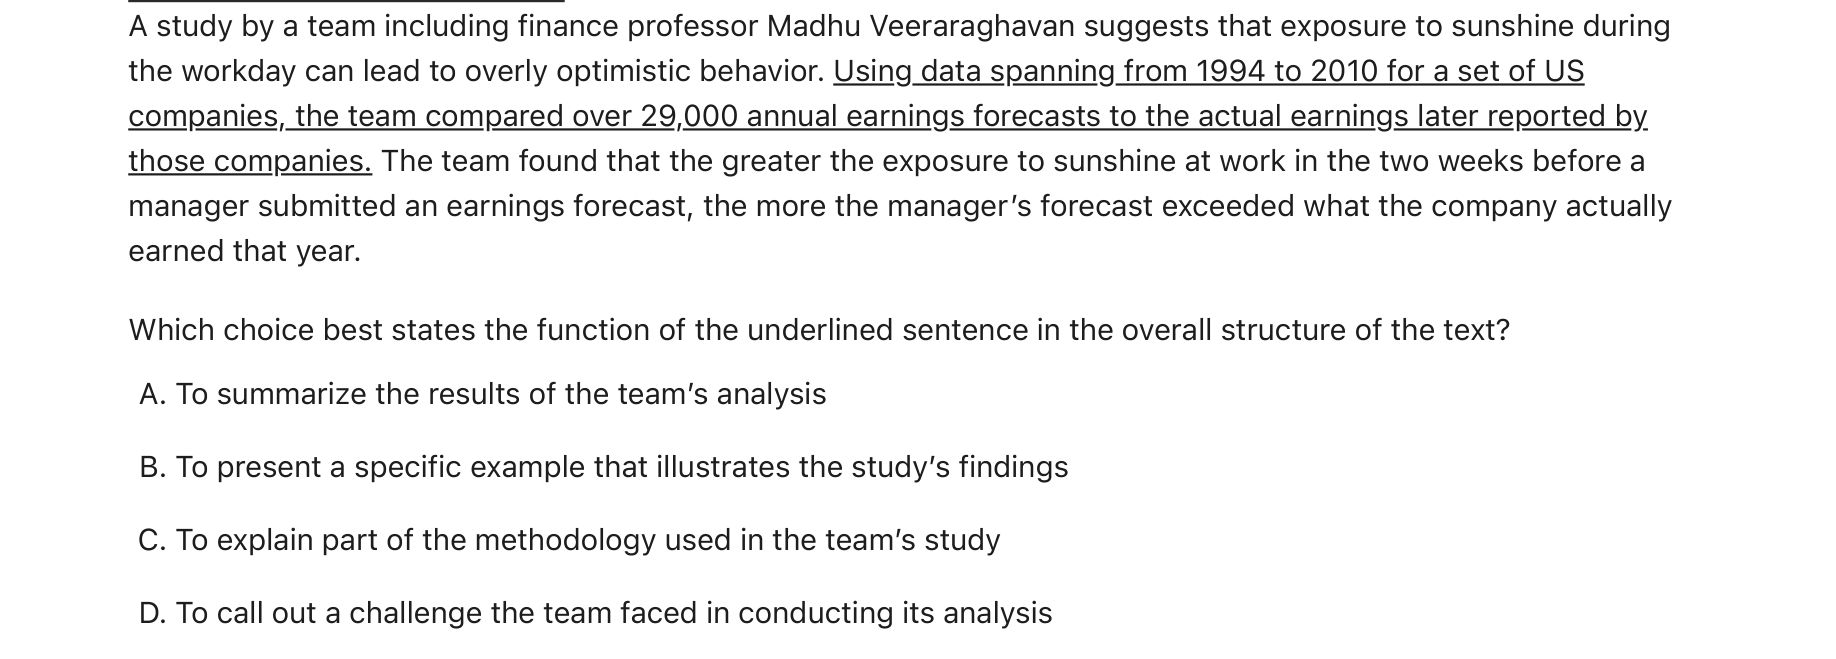 A study by a team including finance professor Madhu Veeraraghavan suggests that exposure to sunshine during
the workday can lead to overly optimistic behavior. Using data spanning from 1994 to 2010 for a set of US
companies, the team compared over 29,000 annual earnings forecasts to the actual earnings later reported by
those companies. The team found that the greater the exposure to sunshine at work in the two weeks before a
manager submitted an earnings forecast, the more the manager’s forecast exceeded what the company actually
earned that year.
Which choice best states the function of the underlined sentence in the overall structure of the text?
A. To summarize the results of the team’s analysis
B. To present a specific example that illustrates the study’s findings
C. To explain part of the methodology used in the team’s study
D. To call out a challenge the team faced in conducting its analysis